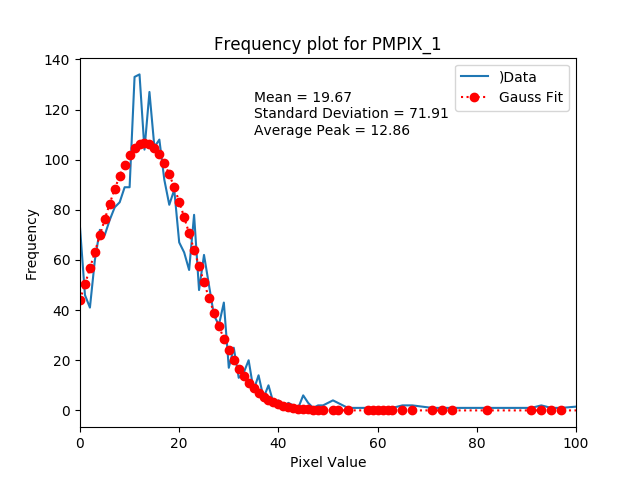 Frequency plot for PMPIX_1
)Data
Gauss Fit
Mean = 19.67
Standard Deviation = 71.91
Average Peak = 12.86
Frequency
140
120
100
80
60
40
20
0
0 20 40 60 80 100
Pixel Value